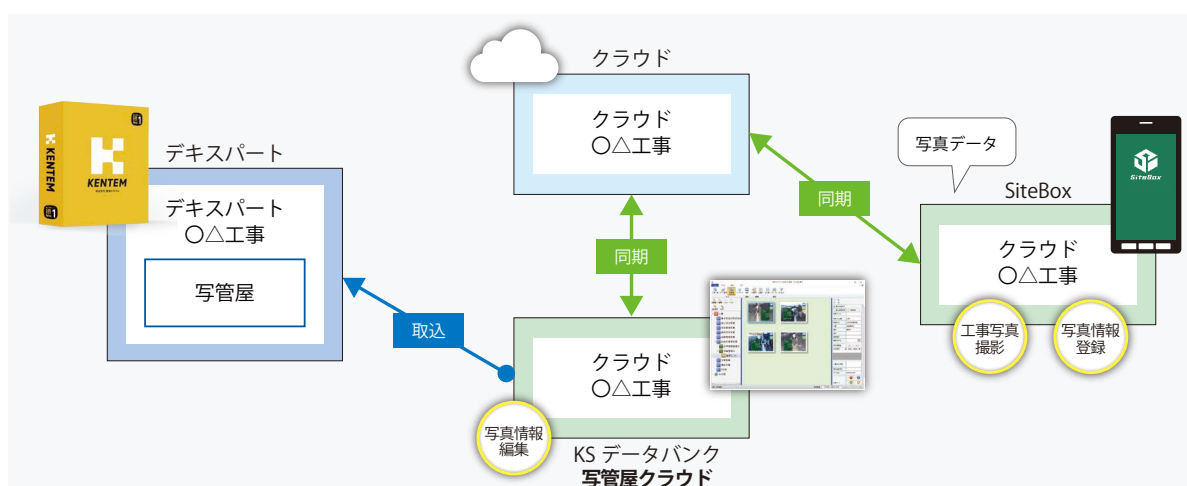 クラウド
クラウド
〇△工事
デキスパート
デキスパート
〇△工事
写管屋
KENTEM
KENTEM
写真データ
SiteBox
SiteBox
クラウド
〇△工事
工事写真
撮影
写真情報
登録
同期
同期
取込
クラウド
〇△工事
写真情報
編集
KS データバンク
写管屋クラウド